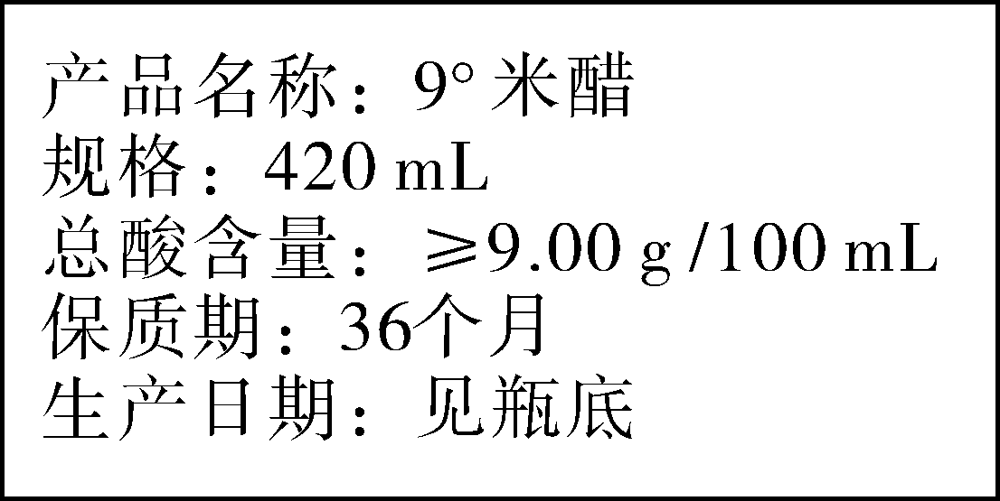 产品名称：9°米醋
规格：420 mL
总酸含量：≥9.00 g /100 mL
保质期：36个月
生产日期：见瓶底